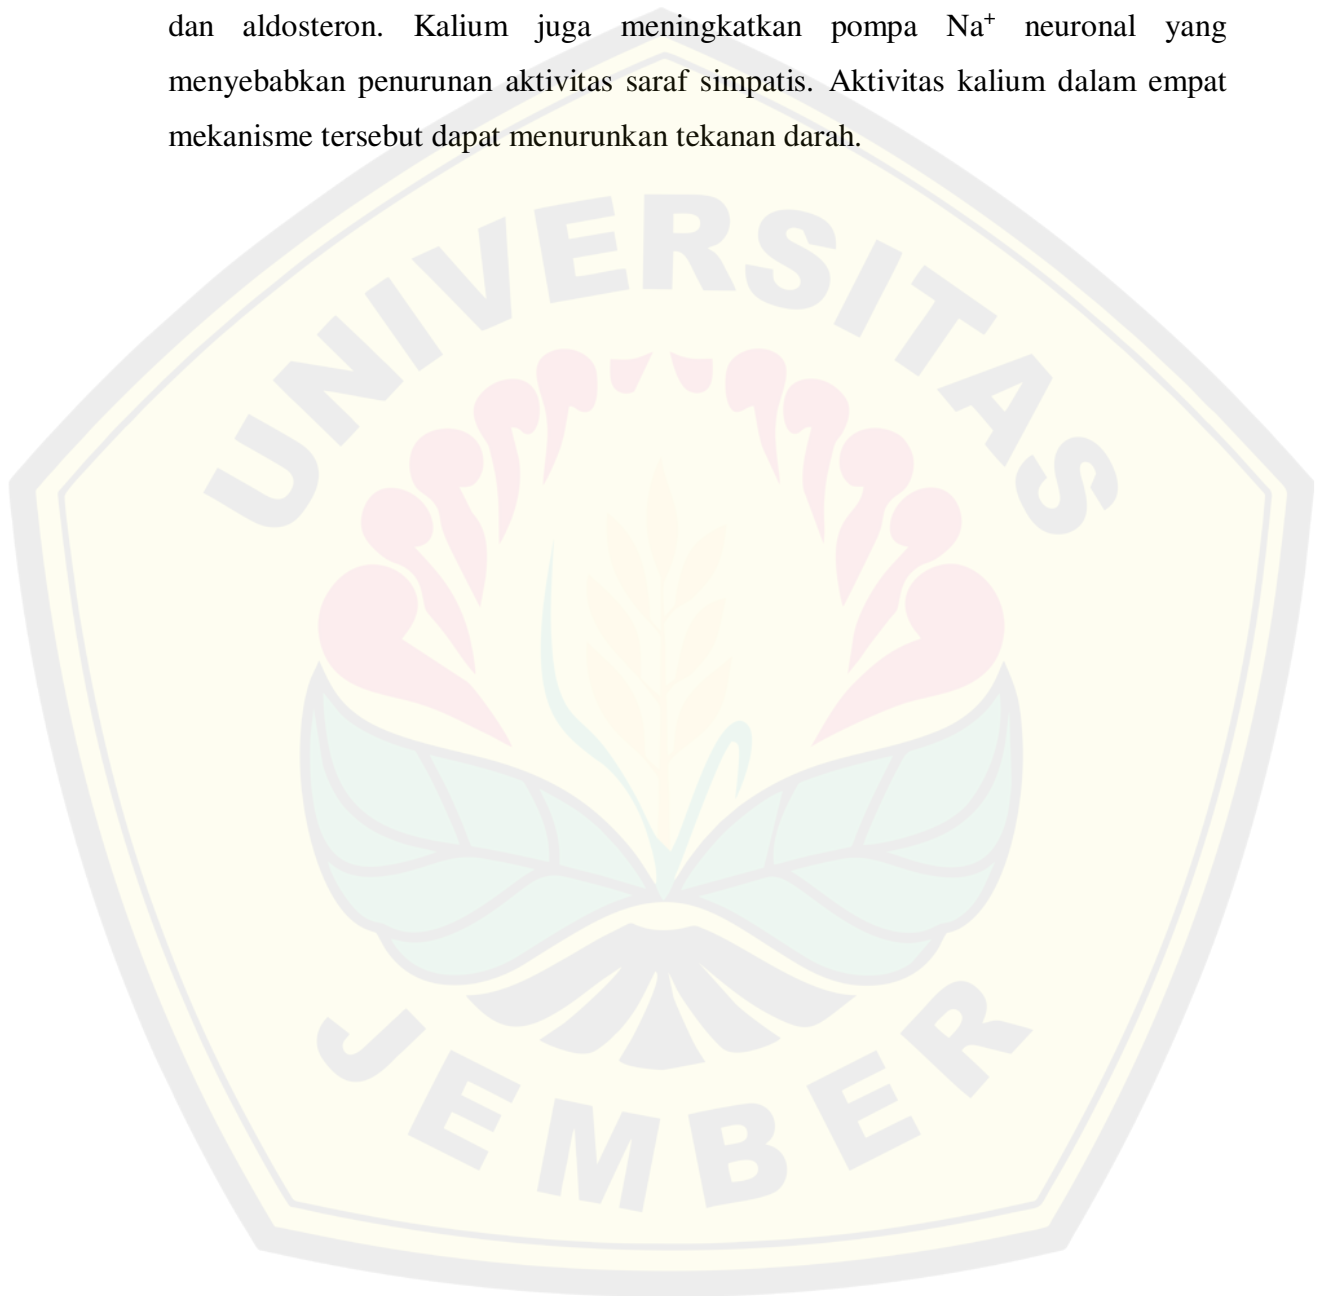 dan aldosteron. Kalium juga meningkatkan pompa Na⁺ neuronal yang
menyebabkan penurunan aktivitas saraf simpatis. Aktivitas kalium dalam empat
mekanisme tersebut dapat menurunkan tekanan darah.
UNIVERSITAS
JEMBER